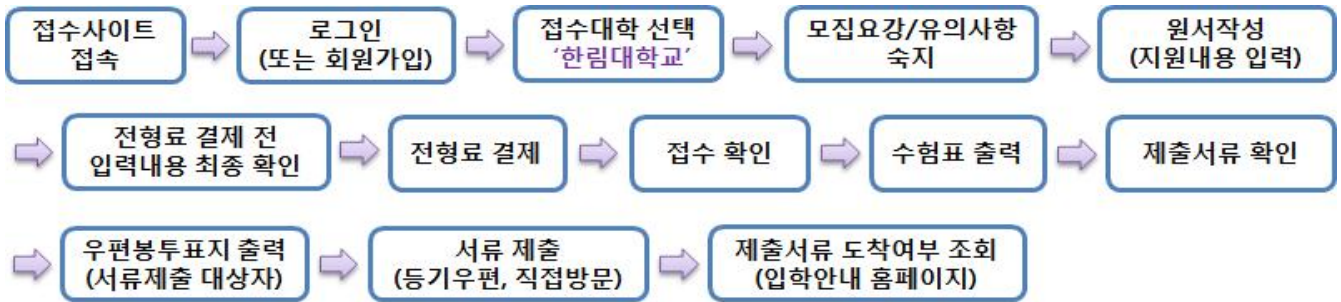 접수사이트
접속
로그인
(또는 회원가입)
접수대학 선택
‘한림대학교’
모집요강/유의사항
숙지
원서작성
(지원내용 입력)
전형료 결제 전
입력내용 최종 확인
전형료 결제
접수 확인
수험표 출력
제출서류 확인
우편봉투표지 출력
(서류제출 대상자)
서류 제출
(등기우편, 직접방문)
제출서류 도착여부 조회
(입학안내 홈페이지)